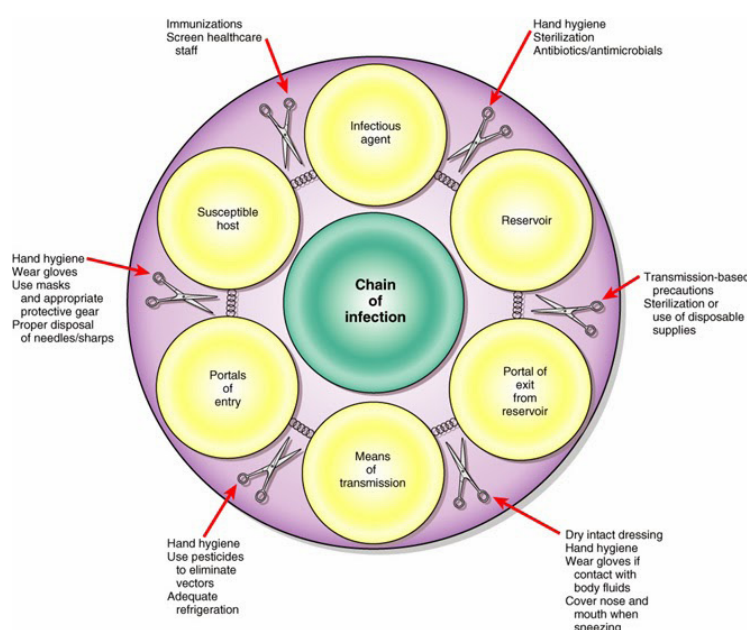 Immunizations
Screen healthcare
staff
Hand hygiene
Sterilization
Antibiotics/antimicrobials
Infectious
agent
Susceptible
host
Reservoir
Hand hygiene
Wear gloves
Use masks
and appropriate
protective gear
Proper disposal
of needles/sharps
Chain
of
infection
Transmission-based
precautions
Sterilization or
use of disposable
supplies
Portals
of
entry
Portal of
exit
from
reservoir
Means
of
transmission
Hand hygiene
Use pesticides
to eliminate
vectors
Adequate
refrigeration
Dry intact dressing
Hand hygiene
Wear gloves if
contact with
body fluids
Cover nose and
mouth when
sneezing